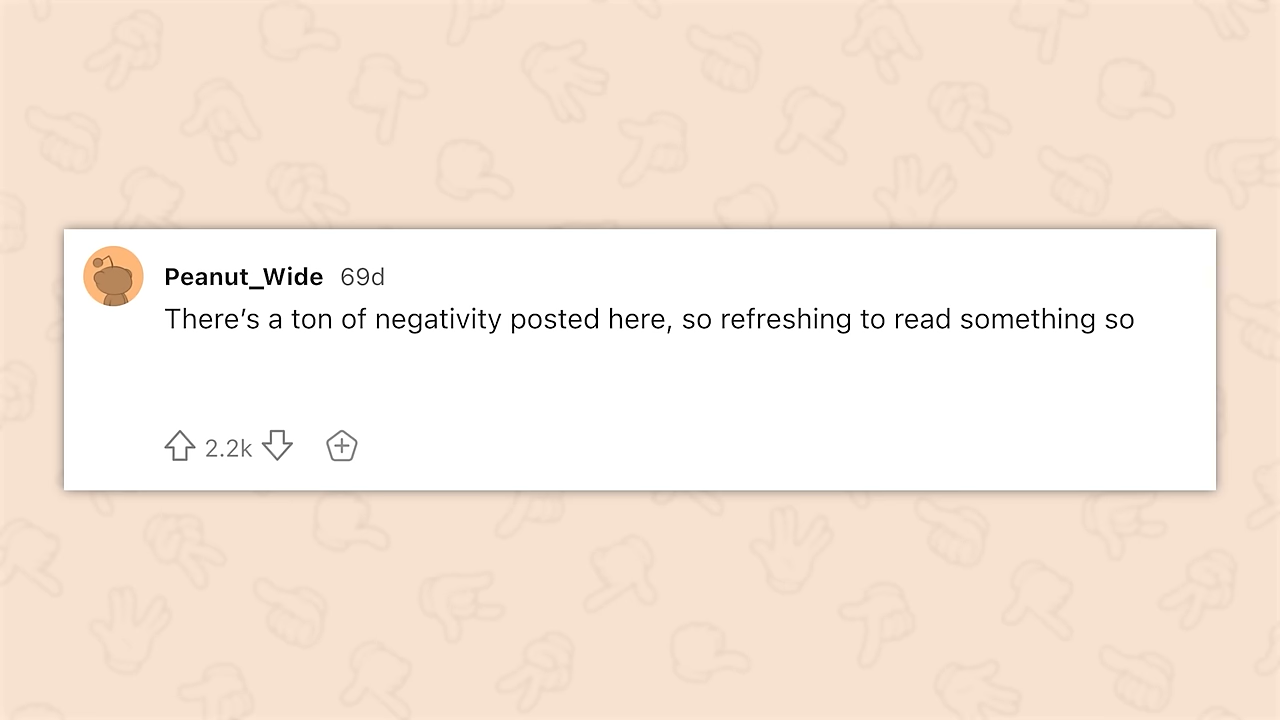 Peanut_Wide 69d
There’s a ton of negativity posted here, so refreshing to read something so
2.2k